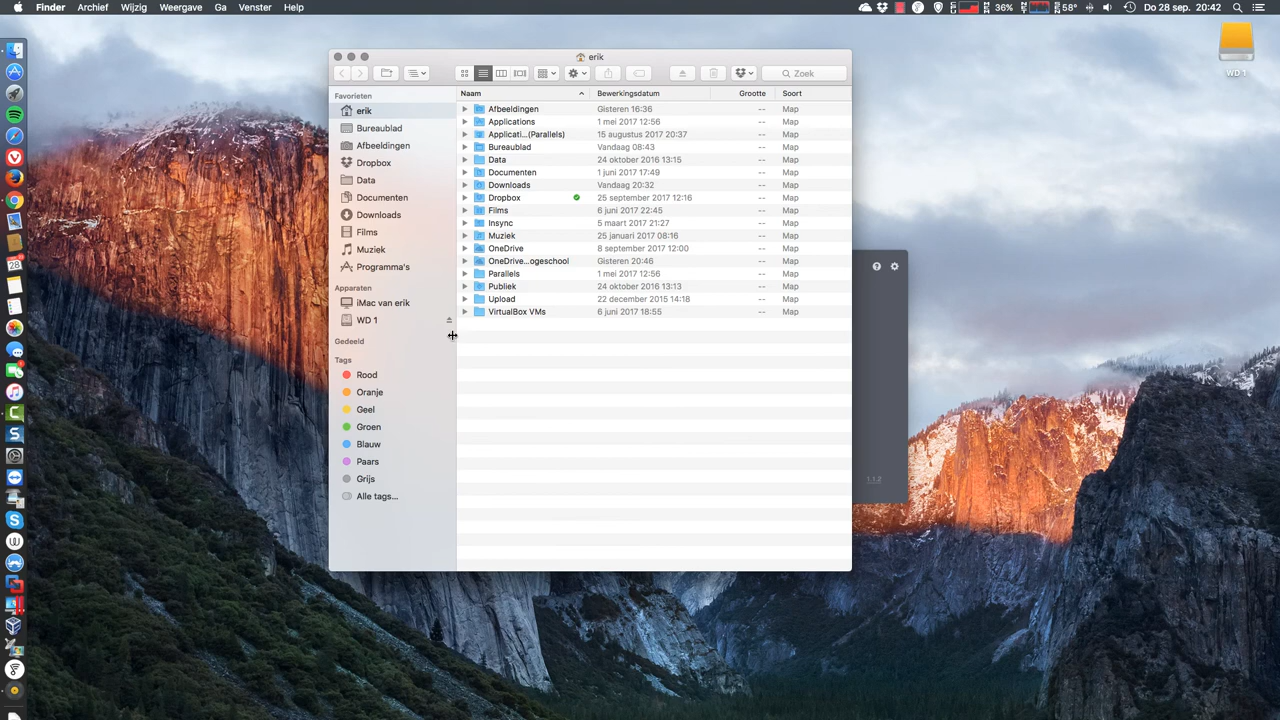 Finder Archief Wijzig Weergave Ga Venster Help 36% 58° Do 28 sep. 20:42
WD 1
erik
Zoek
Favorieten
erik
Bureaublad
Afbeeldingen
Dropbox
Data
Documenten
Downloads
Films
Muziek
Programma's
Apparaten
iMac van erik
WD 1
Gedeeld
Tags
Rood
Oranje
Geel
Groen
Blauw
Paars
Grijs
Alle tags...
Naam Bewerkingsdatum Grootte Soort
Afbeeldingen Gisteren 16:36 -- Map
Applications 1 mei 2017 12:56 -- Map
Applicati...(Parallels) 15 augustus 2017 20:37 -- Map
Bureaublad Vandaag 08:43 -- Map
Data 24 oktober 2016 13:15 -- Map
Documenten 1 juni 2017 17:49 -- Map
Downloads Vandaag 20:32 -- Map
Dropbox 25 september 2017 12:16 -- Map
Films 6 juni 2017 22:45 -- Map
Insync 5 maart 2017 21:27 -- Map
Muziek 25 januari 2017 08:16 -- Map
OneDrive 8 september 2017 12:00 -- Map
OneDrive...ogeschool Gisteren 20:46 -- Map
Parallels 1 mei 2017 12:56 -- Map
Publiek 24 oktober 2016 13:13 -- Map
Upload 22 december 2015 14:18 -- Map
VirtualBox VMs 6 juni 2017 18:55 -- Map
1.1.2
28